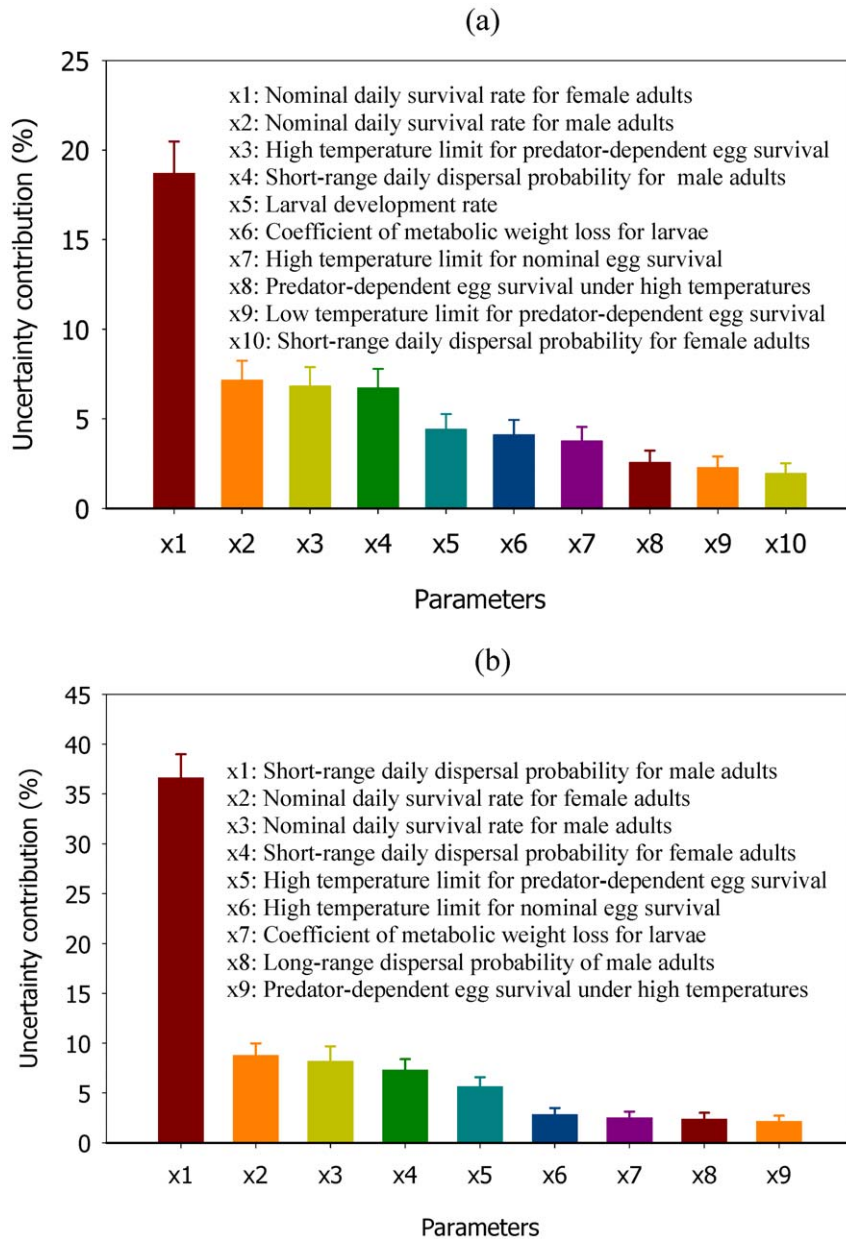 (a)
Uncertainty contribution (%)
25
20
15
10
5
0
x1: Nominal daily survival rate for female adults
x2: Nominal daily survival rate for male adults
x3: High temperature limit for predator-dependent egg survival
x4: Short-range daily dispersal probability for male adults
x5: Larval development rate
x6: Coefficient of metabolic weight loss for larvae
x7: High temperature limit for nominal egg survival
x8: Predator-dependent egg survival under high temperatures
x9: Low temperature limit for predator-dependent egg survival
x10: Short-range daily dispersal probability for female adults
x1 x2 x3 x4 x5 x6 x7 x8 x9 x10
Parameters
(b)
Uncertainty contribution (%)
45
40
35
30
25
20
15
10
5
0
x1: Short-range daily dispersal probability for male adults
x2: Nominal daily survival rate for female adults
x3: Nominal daily survival rate for male adults
x4: Short-range daily dispersal probability for female adults
x5: High temperature limit for predator-dependent egg survival
x6: High temperature limit for nominal egg survival
x7: Coefficient of metabolic weight loss for larvae
x8: Long-range dispersal probability of male adults
x9: Predator-dependent egg survival under high temperatures
x1 x2 x3 x4 x5 x6 x7 x8 x9
Parameters